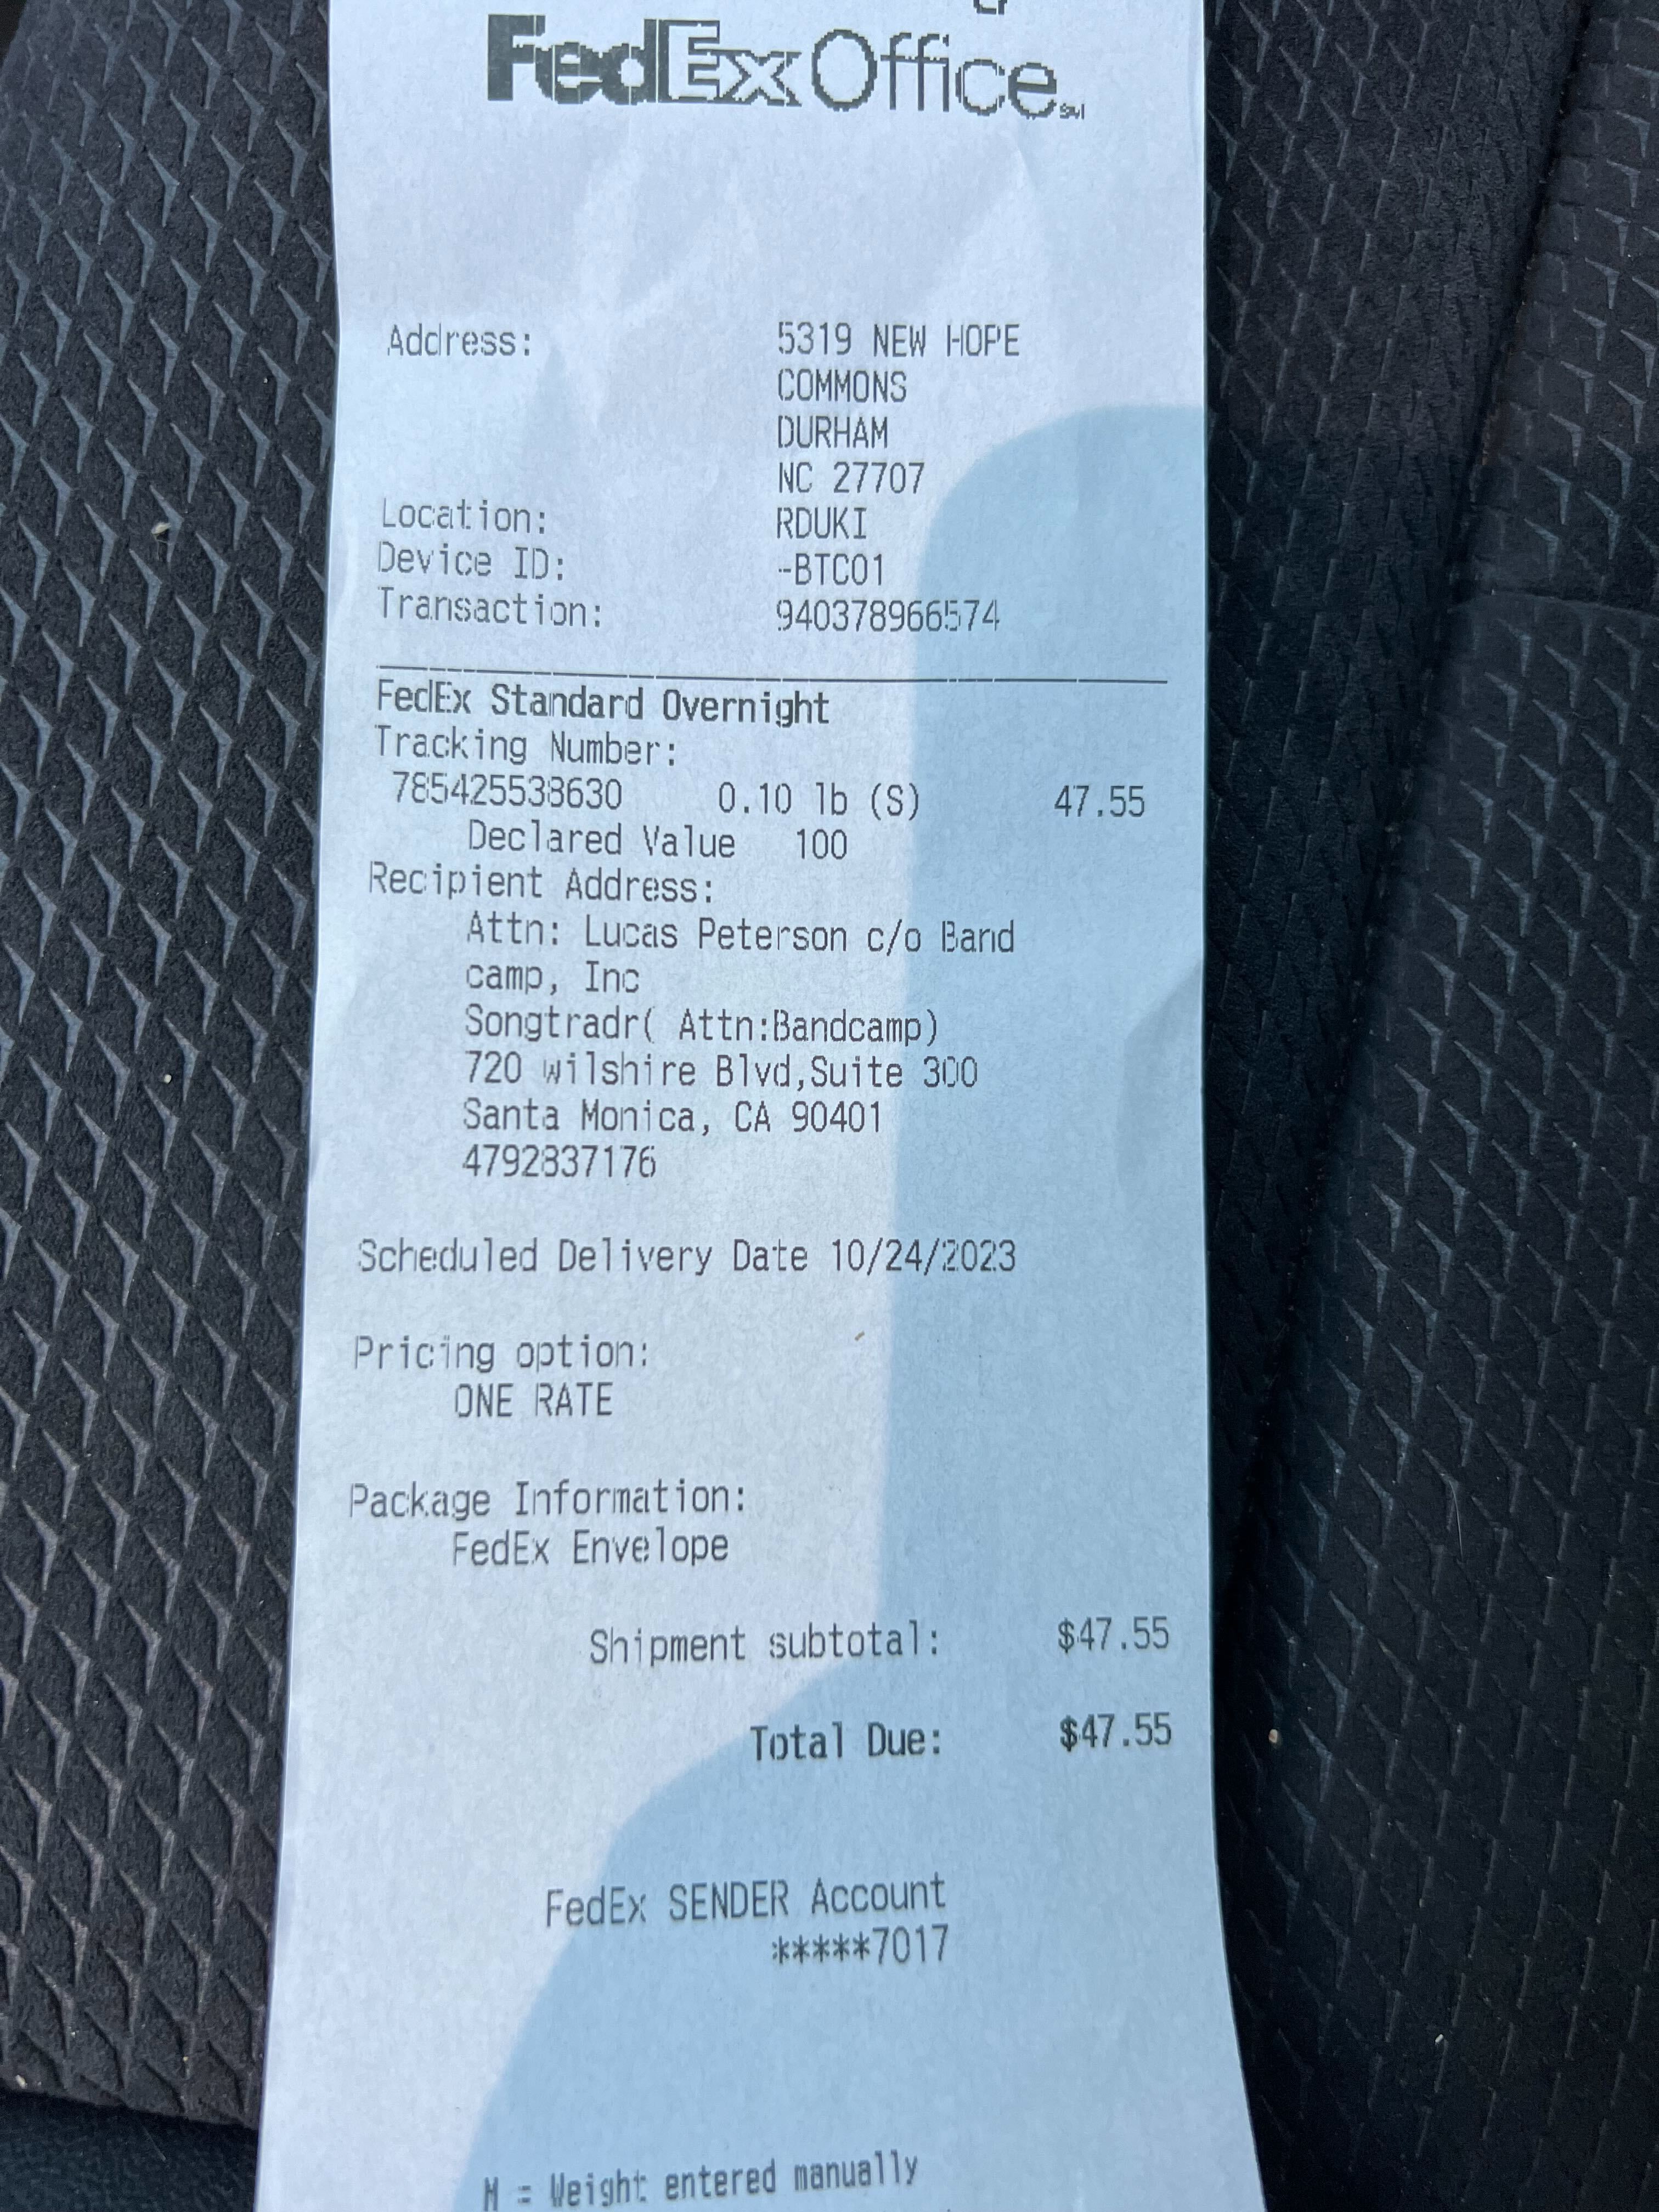 FedEx Office SM
Address: 5319 NEW HOPE
COMMONS
DURHAM
NC 27707
Location: RDUKI
Device ID: -BTC01
Transaction: 940378966574
FedEx Standard Overnight
Tracking Number:
785425538630 0.10 lb (S) 47.55
Declared Value 100
Recipient Address:
Attn: Lucas Peterson c/o Band
camp, Inc
Songtradr( Attn:Bandcamp)
720 wilshire Blvd,Suite 300
Santa Monica, CA 90401
4792837176
Scheduled Delivery Date 10/24/2023
Pricing option:
ONE RATE
Package Information:
FedEx Envelope
Shipment subtotal: $47.55
Total Due: $47.55
FedEx SENDER Account
*****7017
M = Weight entered manually